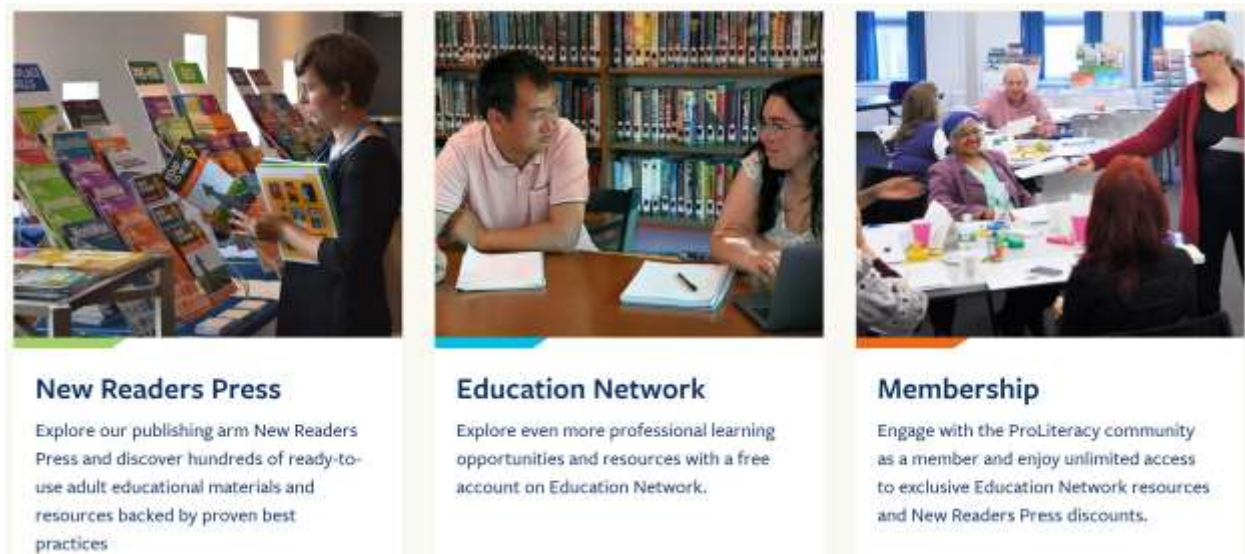 New Readers Press
Explore our publishing arm New Readers
Press and discover hundreds of ready-to-
use adult educational materials and
resources backed by proven best
practices
Education Network
Explore even more professional learning
opportunities and resources with a free
account on Education Network.
Membership
Engage with the ProLiteracy community
as a member and enjoy unlimited access
to exclusive Education Network resources
and New Readers Press discounts.